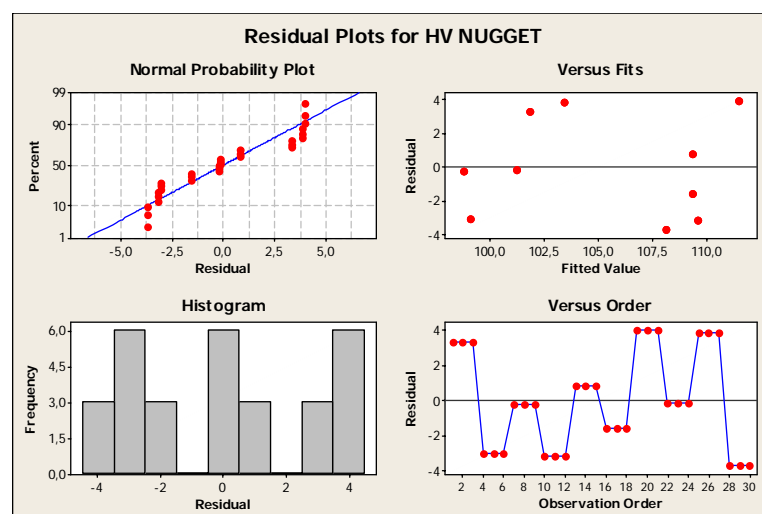 Residual Plots for HV NUGGET
Normal Probability Plot
99
90
50
10
1
Percent
-5,0 -2,5 0,0 2,5 5,0
Residual
Versus Fits
4
2
0
-2
-4
Residual
100,0 102,5 105,0 107,5 110,0
Fitted Value
Histogram
6,0
4,5
3,0
1,5
0,0
Frequency
-4 -2 0 2 4
Residual
Versus Order
4
2
0
-2
-4
Residual
2 4 6 8 10 12 14 16 18 20 22 24 26 28 30
Observation Order